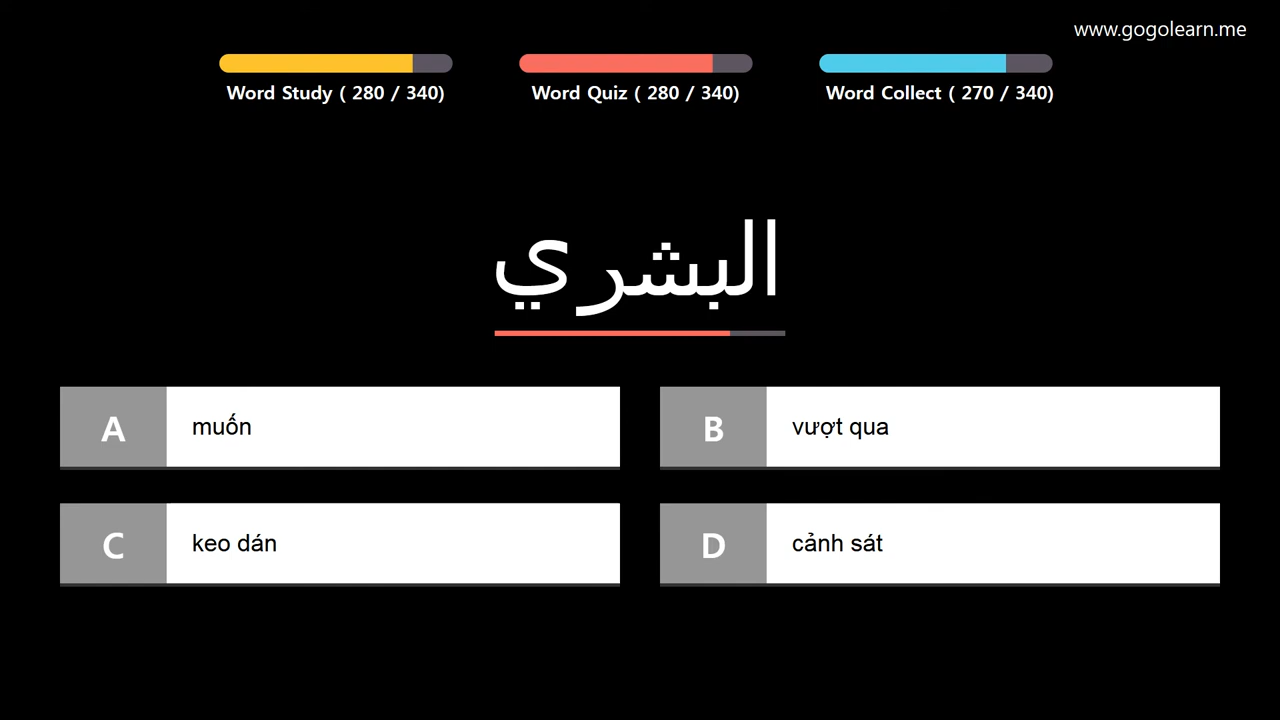 www.gogolearn.me
Word Study ( 280 / 340)
Word Quiz ( 280 / 340)
Word Collect ( 270 / 340)
البشري
A muốn
B vượt qua
C keo dán
D cảnh sát